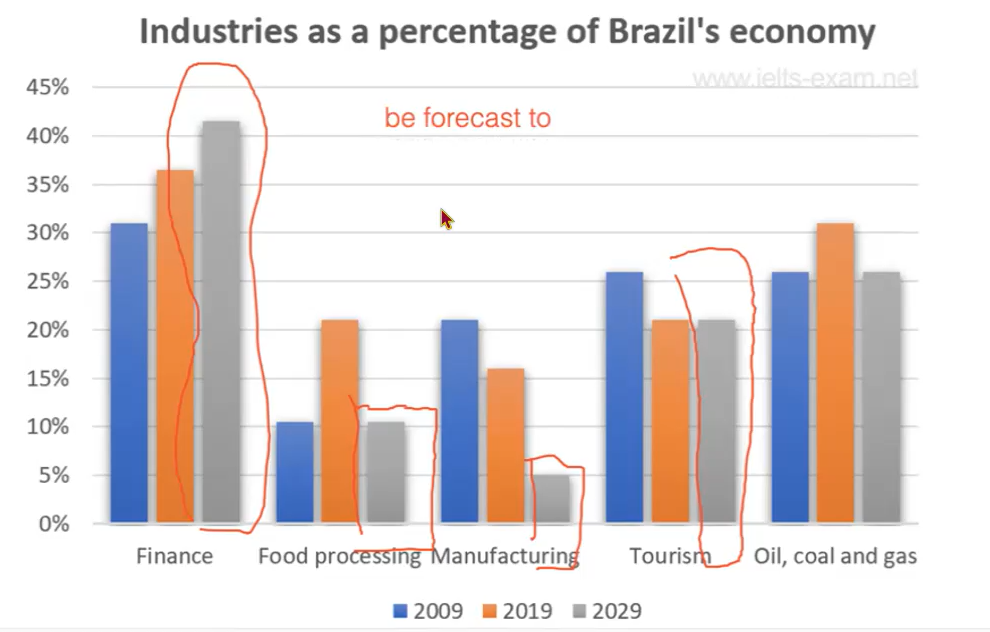 Industries as a percentage of Brazil's economy
www.ielts-exam.net
be forecast to
45%
40%
35%
30%
25%
20%
15%
10%
5%
0%
Finance Food processing Manufacturing Tourism Oil, coal and gas
2009 2019 2029